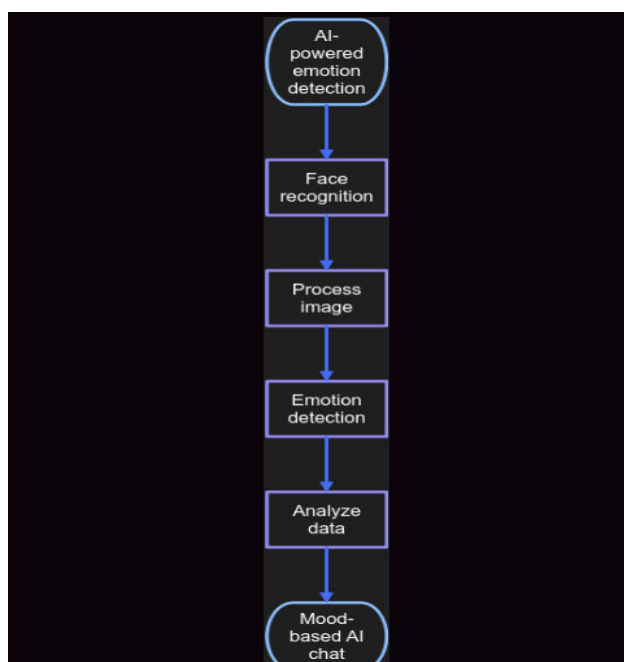 AI-
powered
emotion
detection
Face
recognition
Process
image
Emotion
detection
Analyze
data
Mood-
based AI
chat